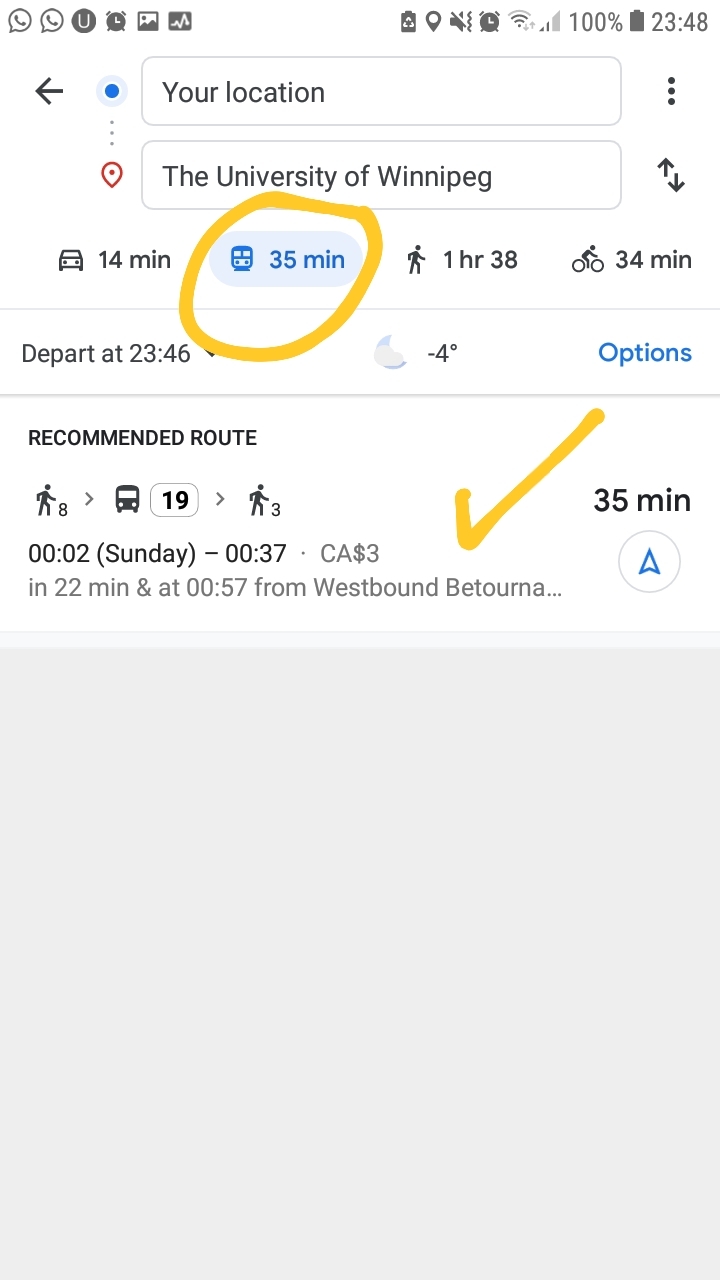 U 100% 23:48
Your location
The University of Winnipeg
14 min 35 min 1 hr 38 34 min
Depart at 23:46 -4° Options
RECOMMENDED ROUTE
8 > 19 > 3 35 min
00:02 (Sunday) – 00:37 · CA$3
in 22 min & at 00:57 from Westbound Betourna...